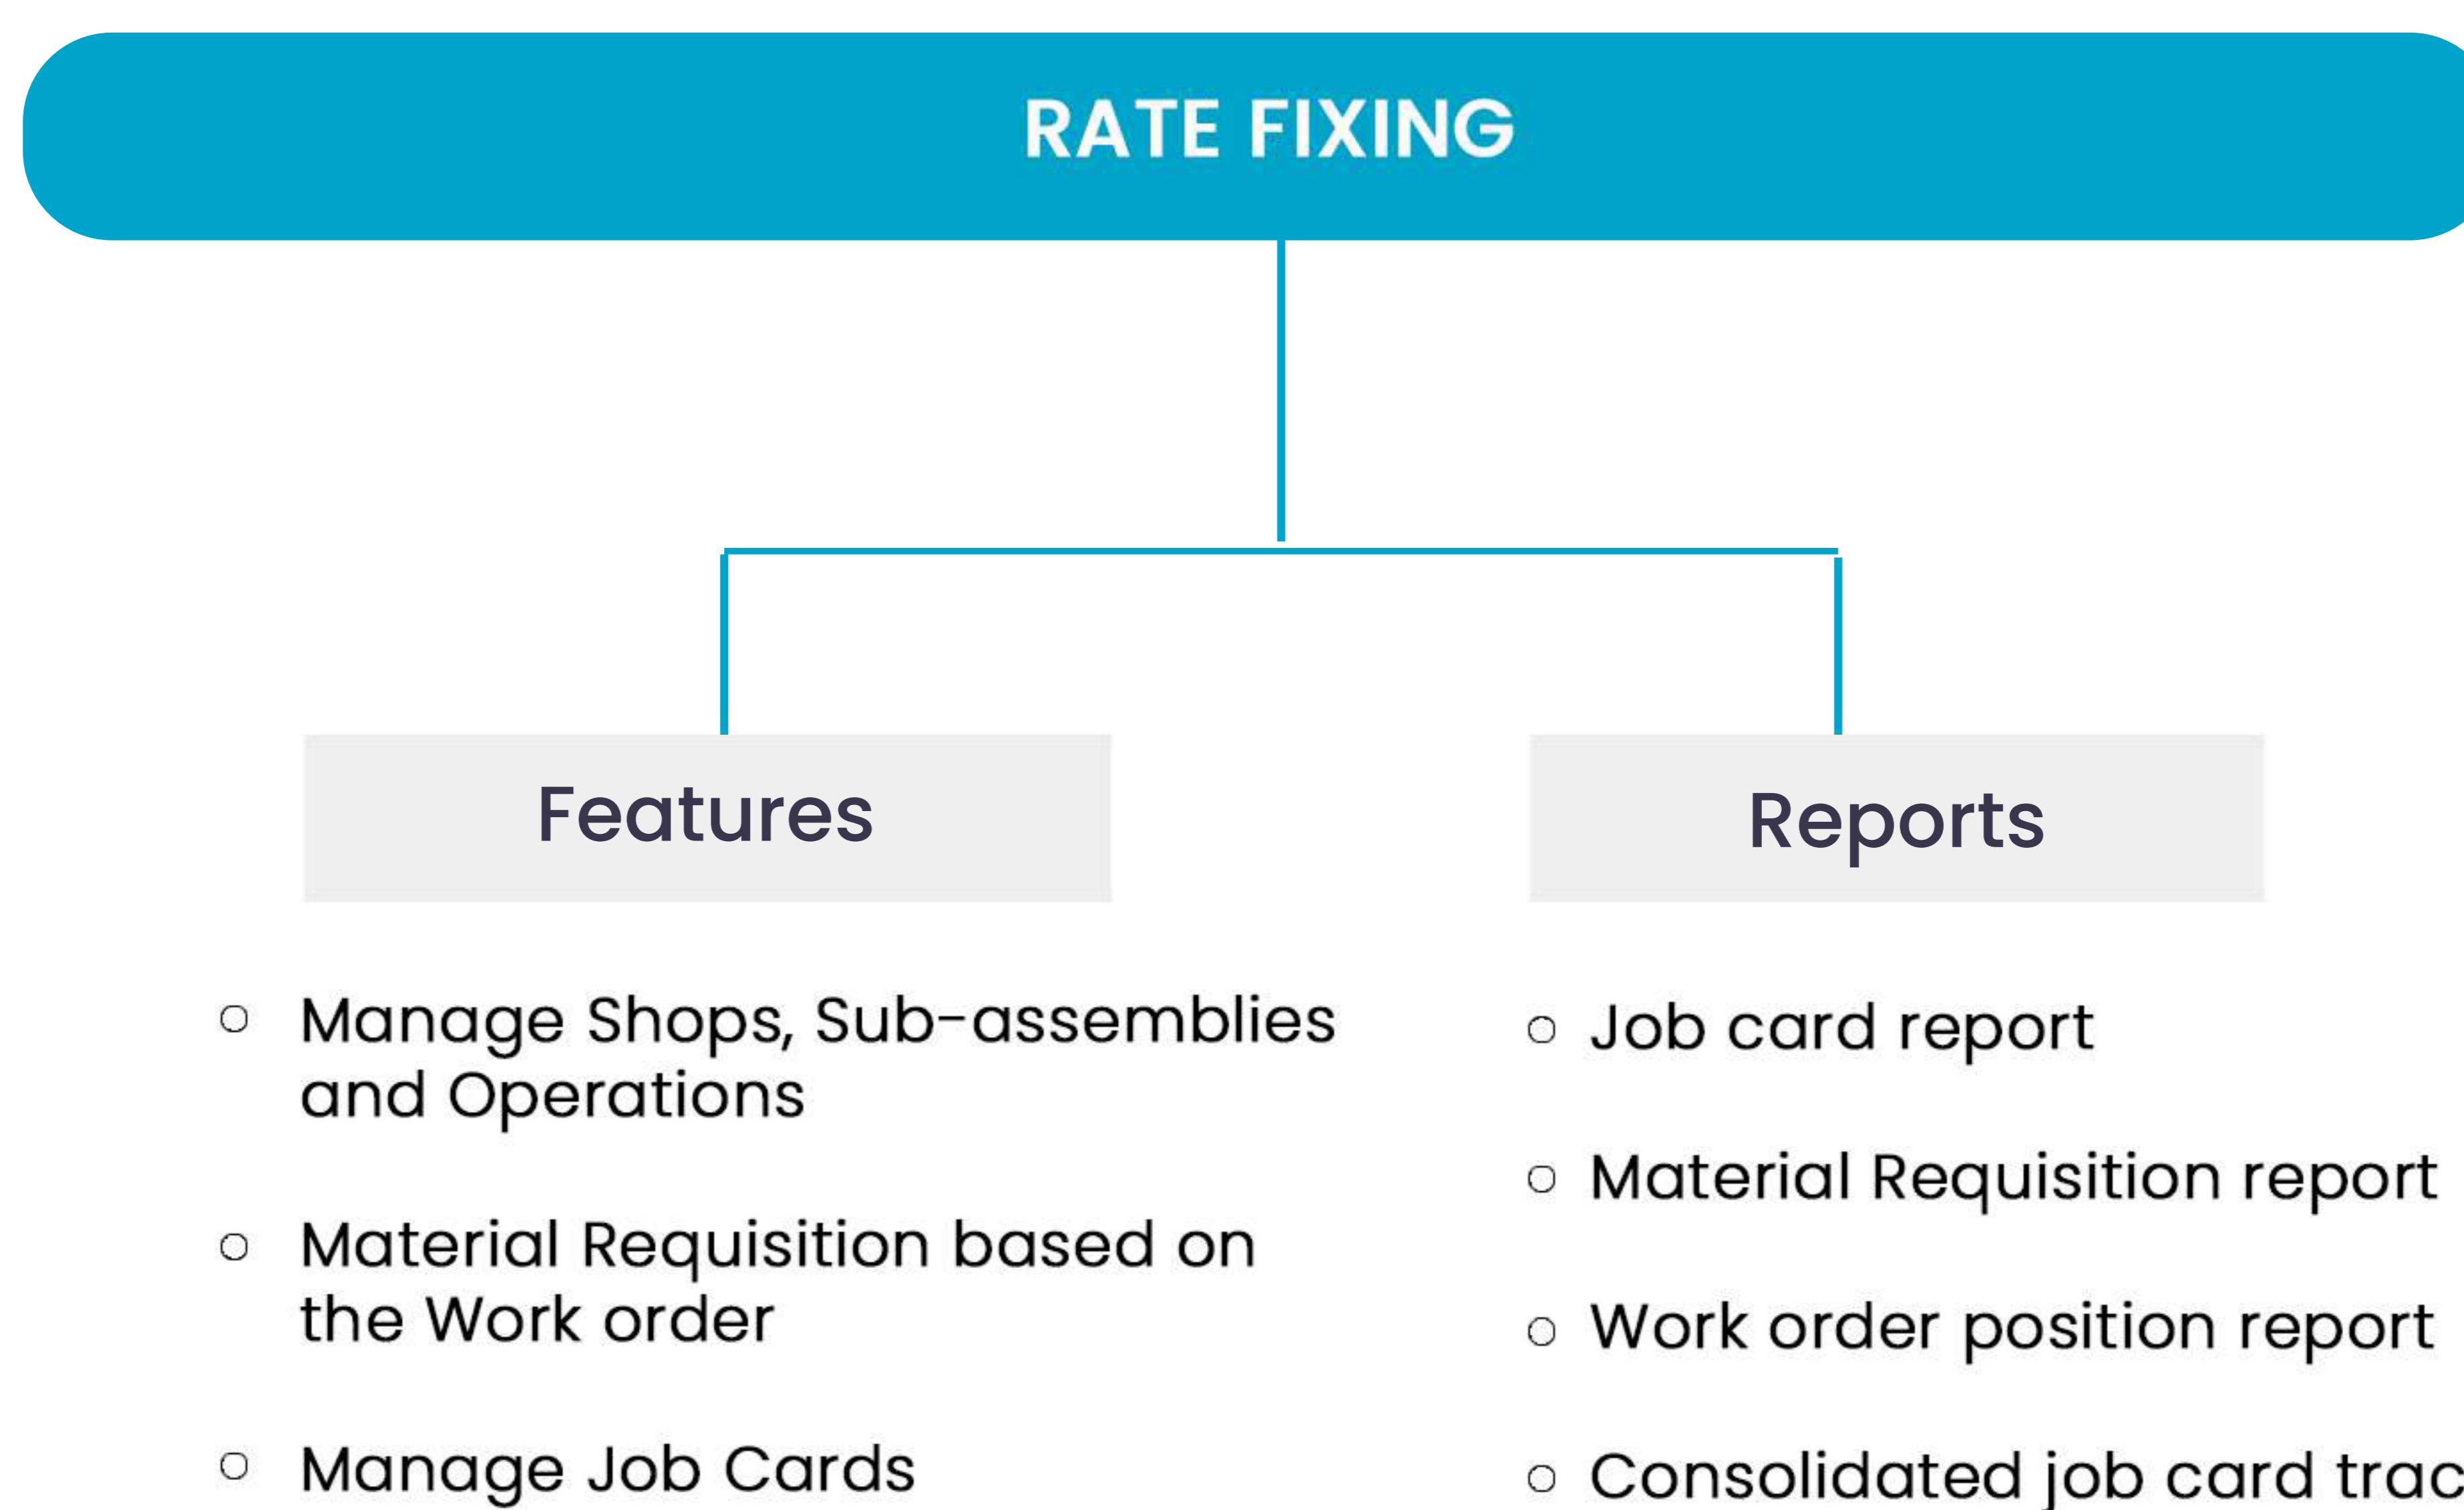 RATE FIXING
Features
Manage Shops, Sub-assemblies
and Operations
Material Requisition based on
the Work order
Manage Job Cards
Reports
Job card report
Material Requisition report
Work order position report
Consolidated job card